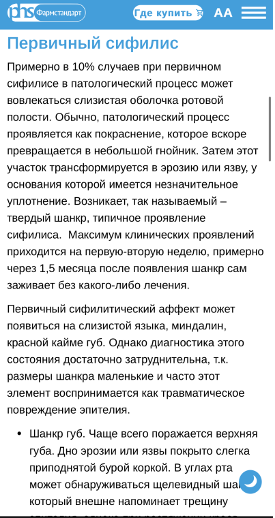 phs Фармстандарт
Где купить
АА
Первичный сифилис
Примерно в 10% случаев при первичном
сифилисе в патологический процесс может
вовлекаться слизистая оболочка ротовой
полости. Обычно, патологический процесс
проявляется как покраснение, которое вскоре
превращается в небольшой гнойник. Затем этот
участок трансформируется в эрозию или язву, у
основания которой имеется незначительное
уплотнение. Возникает, так называемый –
твердый шанкр, типичное проявление
сифилиса. Максимум клинических проявлений
приходится на первую-вторую неделю, примерно
через 1,5 месяца после появления шанкр сам
заживает без какого-либо лечения.
Первичный сифилитический аффект может
появиться на слизистой языка, миндалин,
красной кайме губ. Однако диагностика этого
состояния достаточно затруднительна, т.к.
размеры шанкра маленькие и часто этот
элемент воспринимается как травматическое
повреждение эпителия.
• Шанкр губ. Чаще всего поражается верхняя
губа. Дно эрозии или язвы покрыто слегка
приподнятой бурой коркой. В углах рта
может обнаруживаться щелевидный
который внешне напоминает трещину